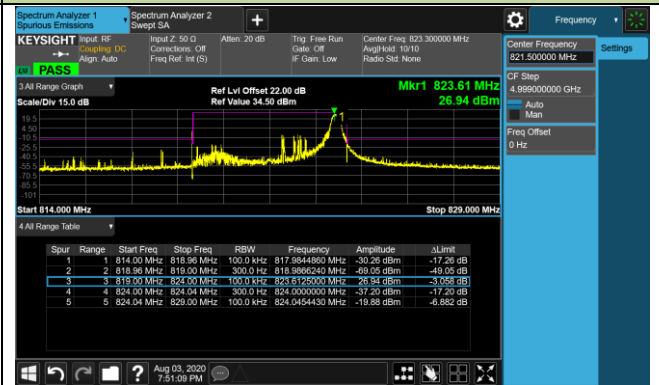 Spectrum Analyzer 1
Spurious Emissions
Spectrum Analyzer 2
Swept SA
+
Frequency
KEYSIGHT
Input: RF
Coupling: DC
Align: Auto
Input Z: 50 Ω
Corrections: Off
Freq Ref: Int (S)
Atten: 20 dB
Trig: Free Run
Gate: Off
IF Gain: Low
Center Freq: 823.300000 MHz
Avg|Hold: 10/10
Radio Std: None
PASS
Center Frequency
821.500000 MHz
Settings
CF Step
4.999000000 GHz
Auto
Man
Freq Offset
0 Hz
3 All Range Graph
Scale/Div 15.0 dB
Ref Lvl Offset 22.00 dB
Ref Value 34.50 dBm
Mkr1 823.61 MHz
26.94 dBm
1
19.5
4.50
-10.5
-25.5
-40.5
-55.5
-70.5
-85.5
-101
Start 814.000 MHz
Stop 829.000 MHz
4 All Range Table
Spur Range Start Freq Stop Freq RBW Frequency Amplitude ΔLimit
1 1 814.00 MHz 818.96 MHz 100.0 kHz 817.9844860 MHz -30.26 dBm -17.26 dB
2 2 818.96 MHz 819.00 MHz 300.0 Hz 818.9866240 MHz -69.05 dBm -49.05 dB
3 3 819.00 MHz 824.00 MHz 100.0 kHz 823.6125000 MHz 26.94 dBm -3.058 dB
4 4 824.00 MHz 824.04 MHz 300.0 Hz 824.0000000 MHz -37.20 dBm -17.20 dB
5 5 824.04 MHz 829.00 MHz 100.0 kHz 824.0454430 MHz -19.88 dBm -6.882 dB
?
Aug 03, 2020
7:51:09 PM